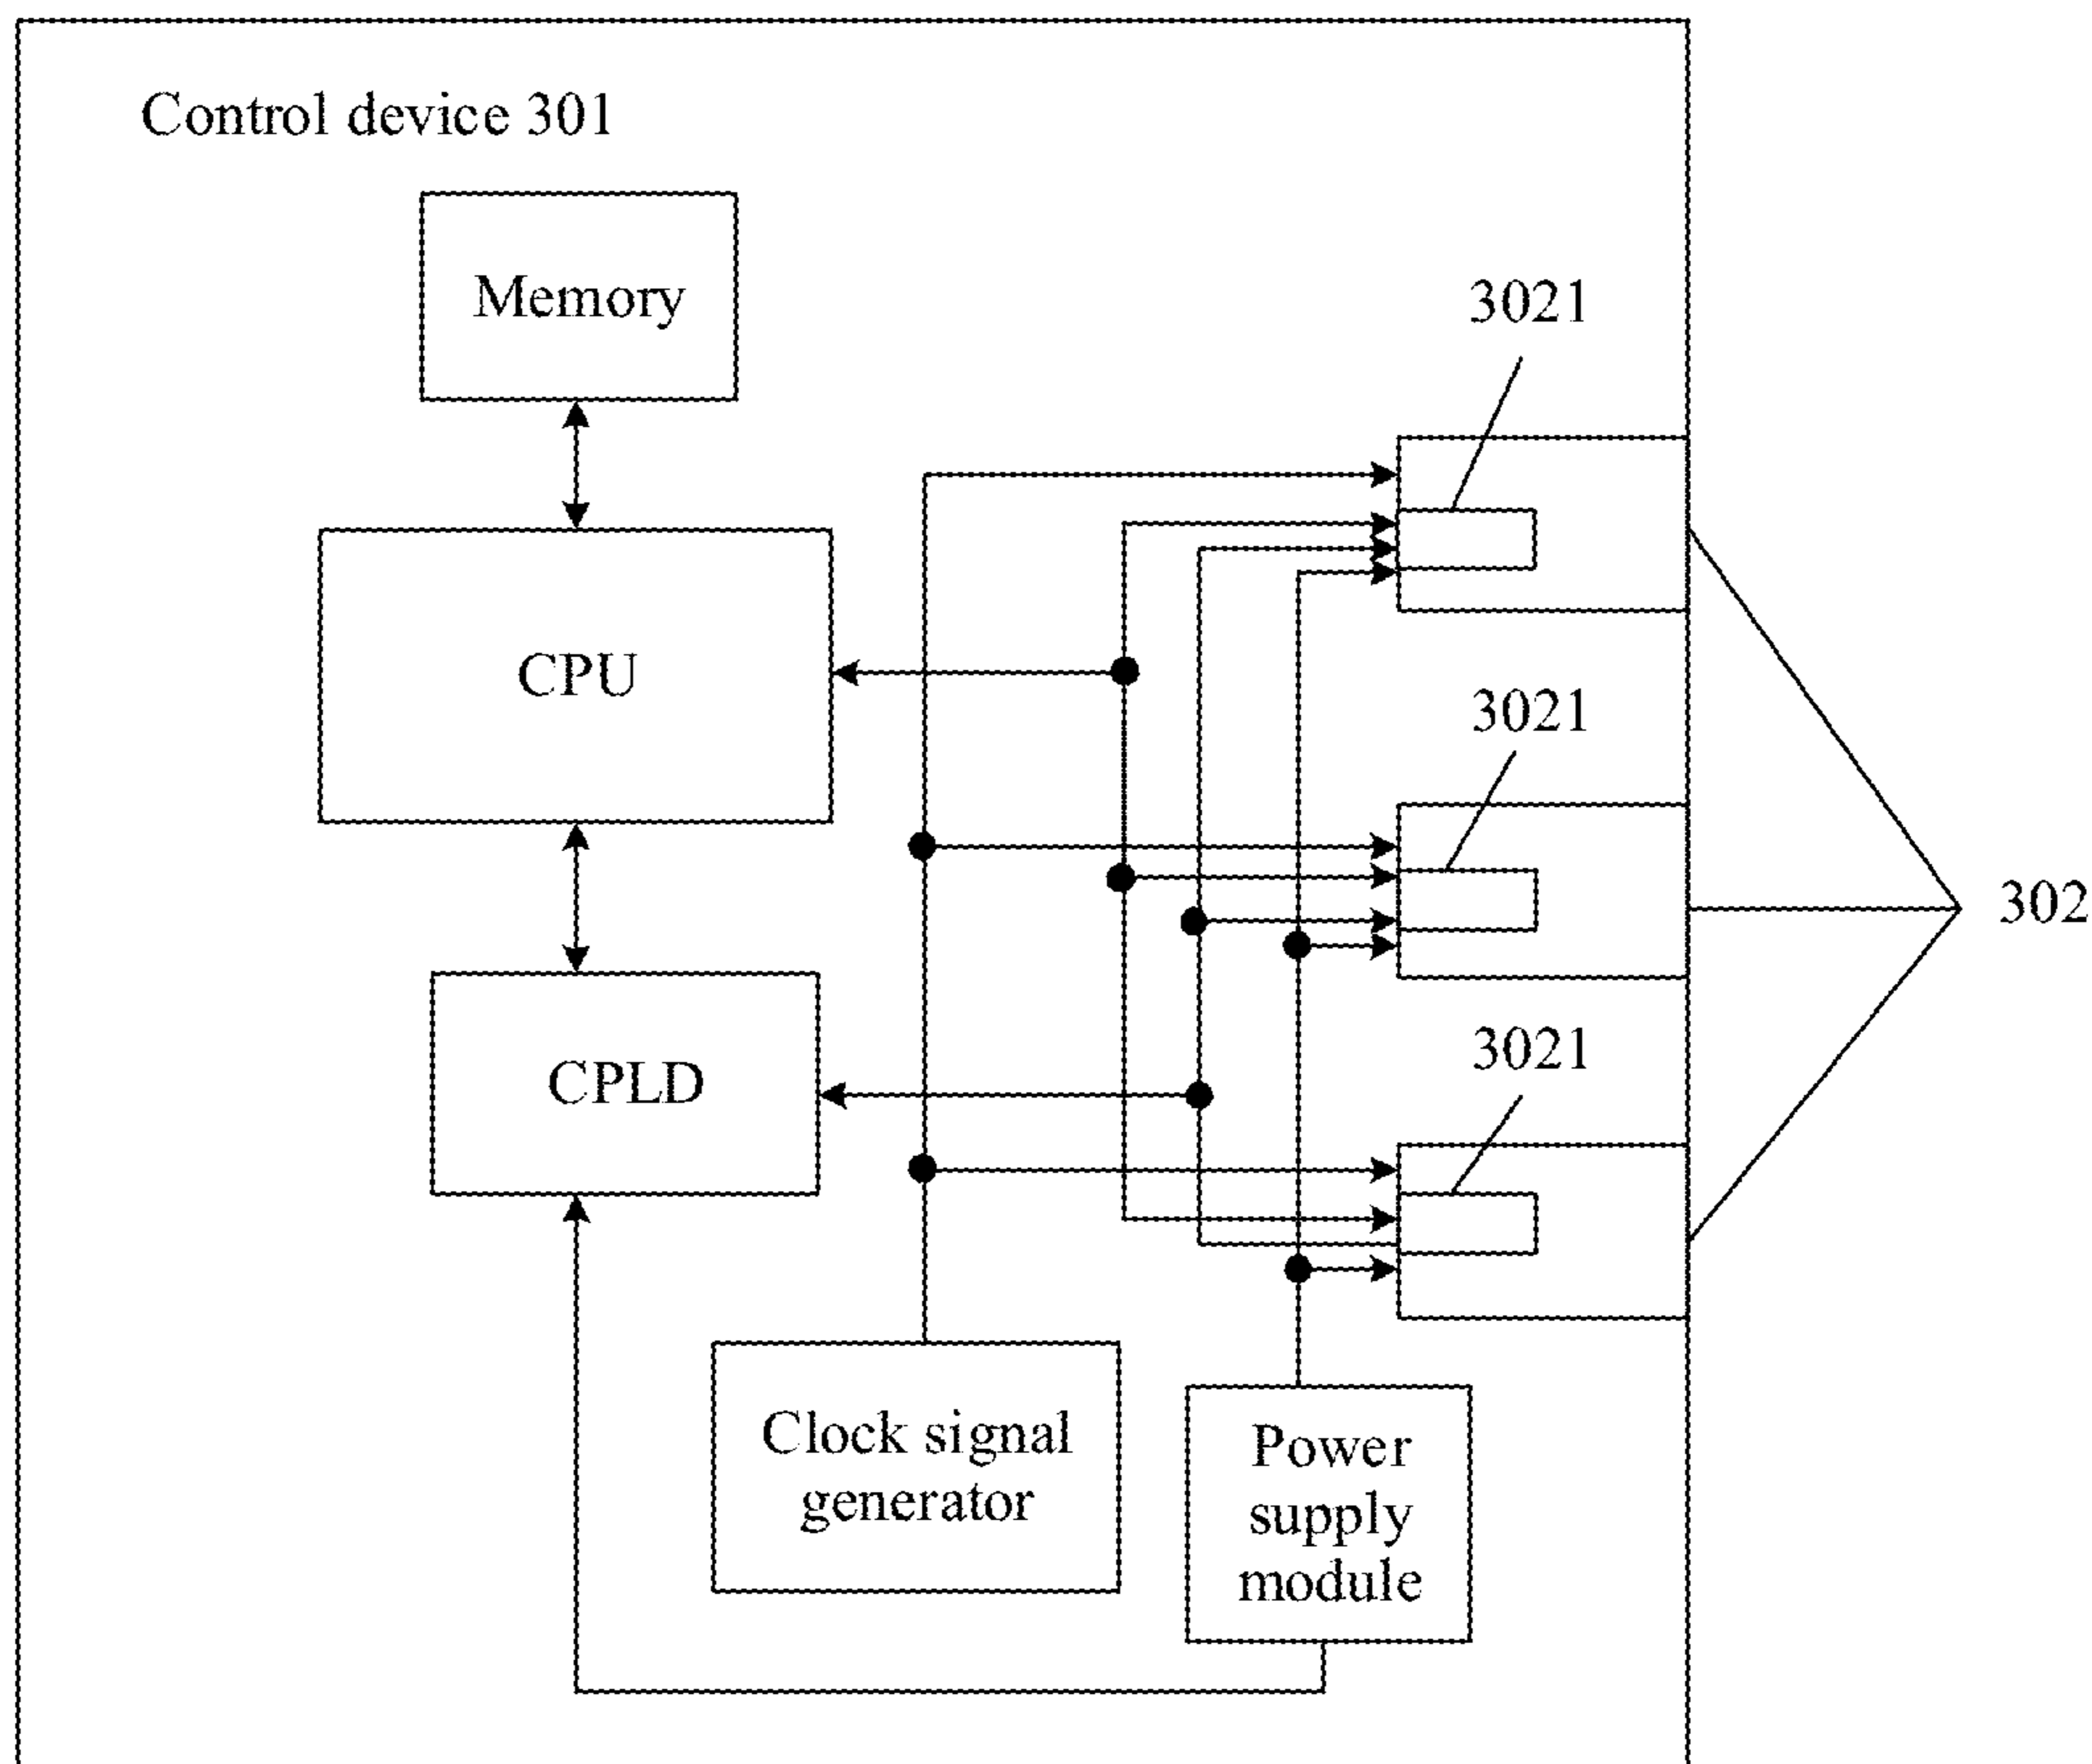 Control device 301
Memory
3021
CPU
3021
302
CPLD
3021
Clock signal
generator
Power
supply
module